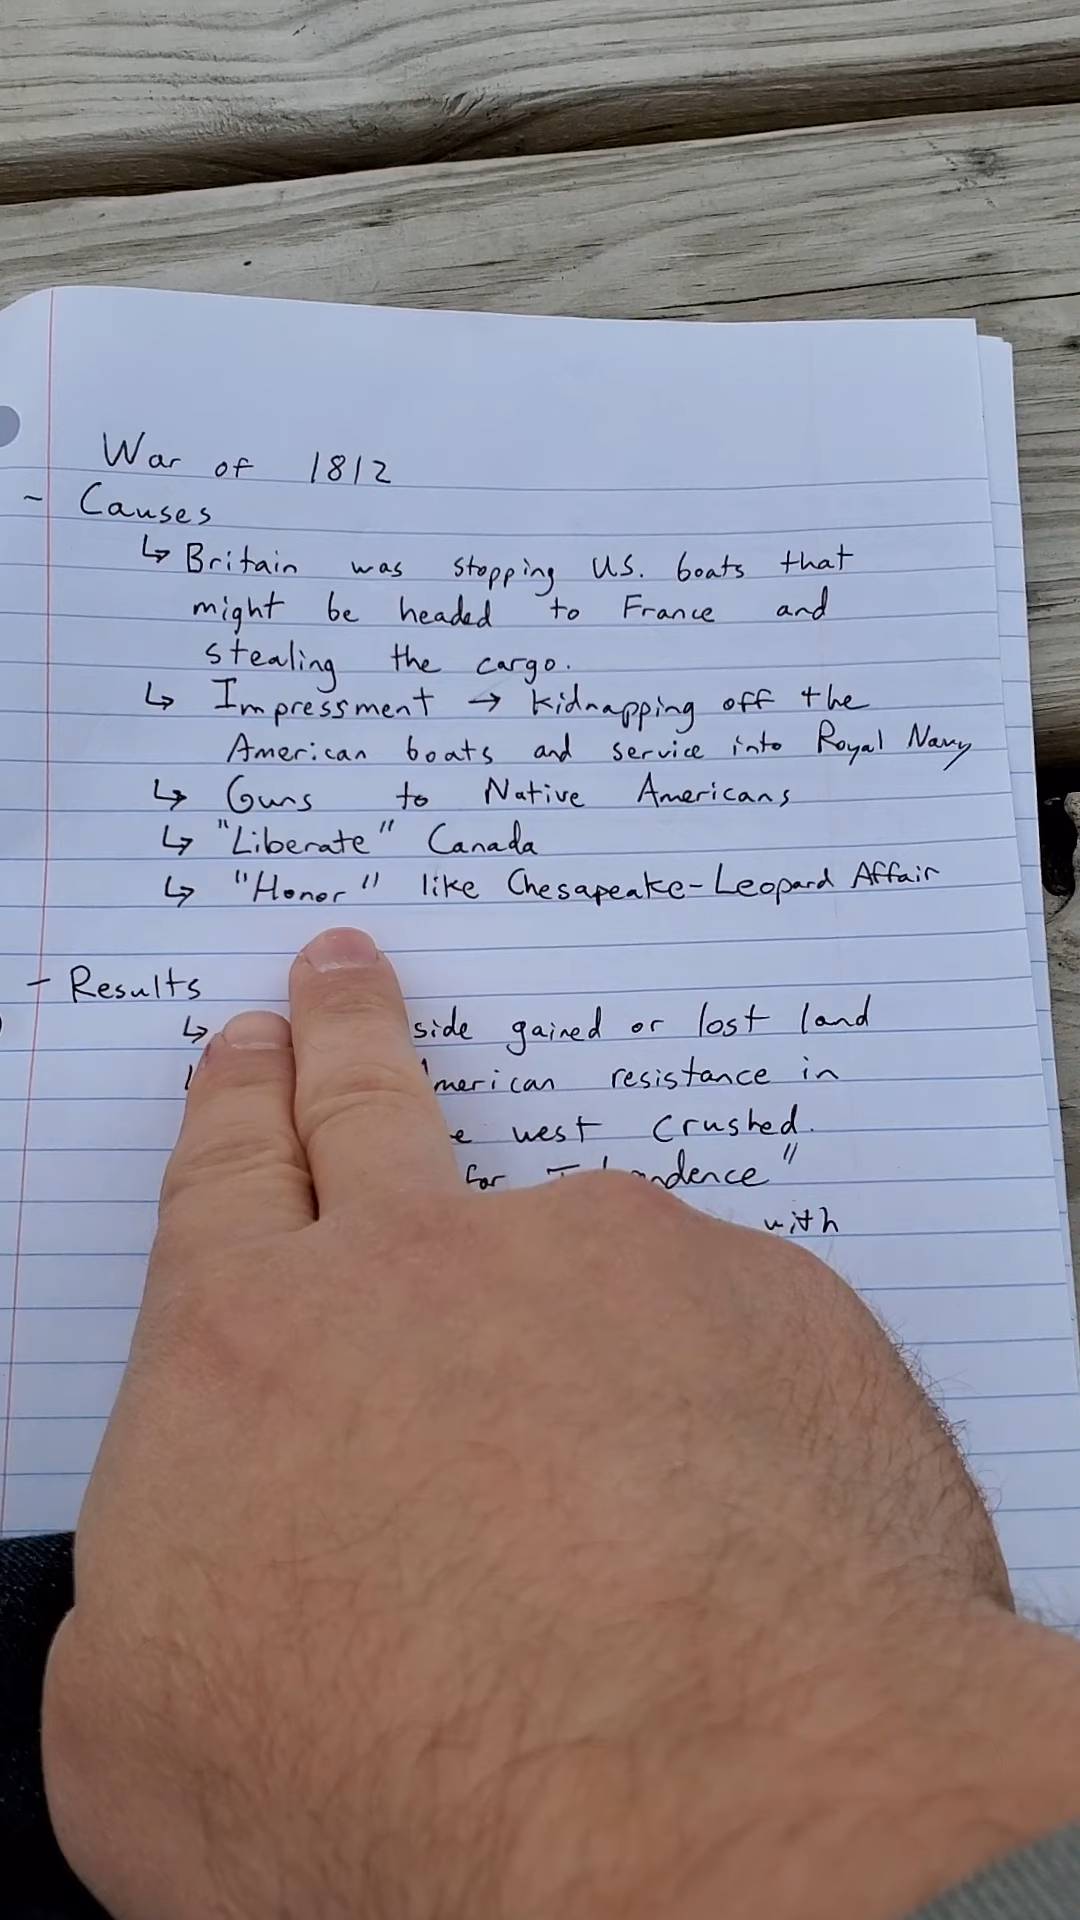 War of 1812
- Causes
↳ Britain was stopping U.S. boats that
might be headed to France and
stealing the cargo.
↳ Impressment → kidnapping off the
American boats and service into Royal Navy
↳ Guns to Native Americans
↳ "Liberate" Canada
↳ "Honor" like Chesapeake-Leopard Affair
- Results
↳ side gained or lost land
resistance in
west crushed.
for
with